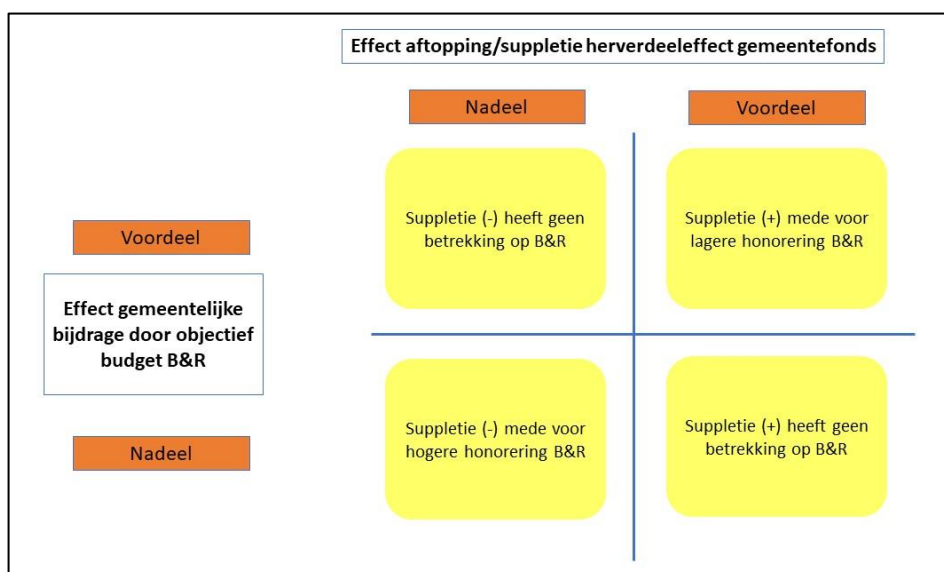 Effect aftopping/suppletie herverdeeleffect gemeentefonds
Nadeel
Voordeel
Suppletie (-) heeft geen
betrekking op B&R
Suppletie (+) mede voor
lagere honorering B&R
Voordeel
Effect gemeentelijke
bijdrage door objectief
budget B&R
Nadeel
Suppletie (-) mede voor
hogere honorering B&R
Suppletie (+) heeft geen
betrekking op B&R